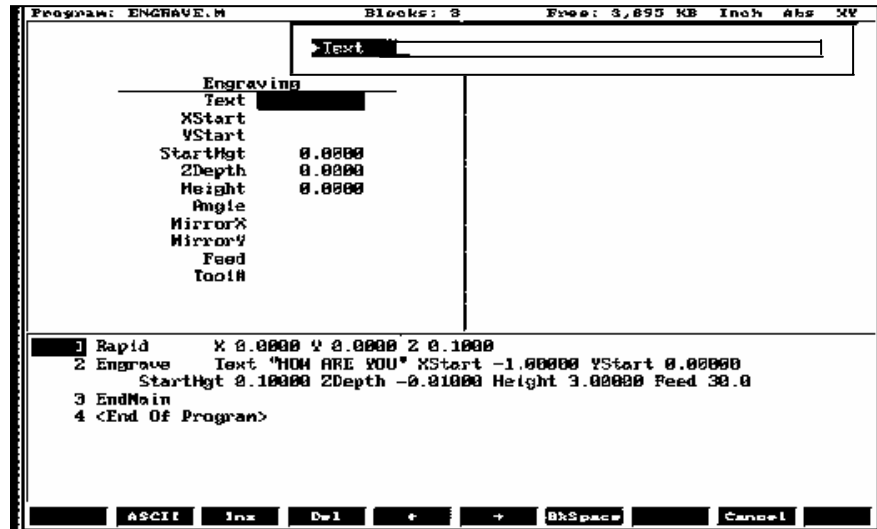 Program: ENGRAVE.M Blocks: 3 Free: 3,895 KB Inch Abs XY
Text "
Engraving
Text
XStart
YStart
StartHgt 0.0000
ZDepth 0.0000
Height 0.0000
Angle
MirrorX
MirrorY
Feed
Tool#
1 Rapid X 0.0000 Y 0.0000 Z 0.1000
2 Engrave Text "HOW ARE YOU" XStart -1.00000 YStart 0.00000
StartHgt 0.10000 ZDepth -0.01000 Height 3.00000 Feed 30.0
3 EndMain
4 <End Of Program>
ASCII Ins Del ← → BkSpace Cancel